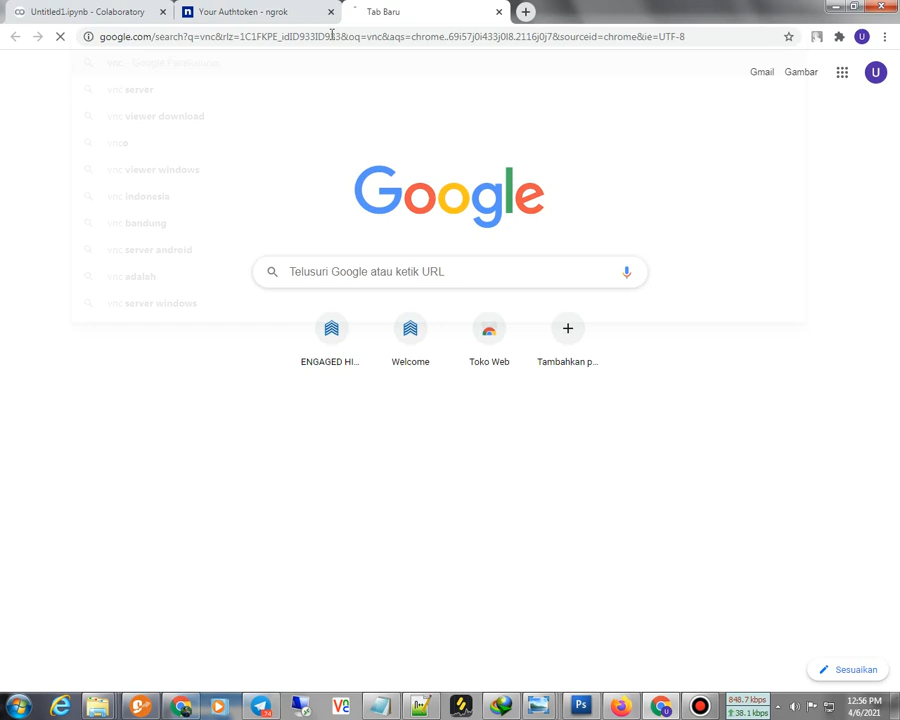 Untitled1.ipynb - Colaboratory
Your Authtoken - ngrok
Tab Baru
google.com/search?q=vnc&rlz=1C1FKPE_idID933ID933&oq=vnc&aqs=chrome..69i57j0i433j0l8.2116j0j7&sourceid=chrome&ie=UTF-8
U
vnc - Google Penelusuran
Gmail
Gambar
U
vnc server
vnc viewer download
vnco
vnc viewer windows
vnc indonesia
vnc bandung
vnc server android
vnc adalah
vnc server windows
Google
Telusuri Google atau ketik URL
ENGAGED HI...
Welcome
Toko Web
Tambahkan p...
Sesuaikan
74
Ps
848.7 kbps
38.1 kbps
12:56 PM
4/6/2021